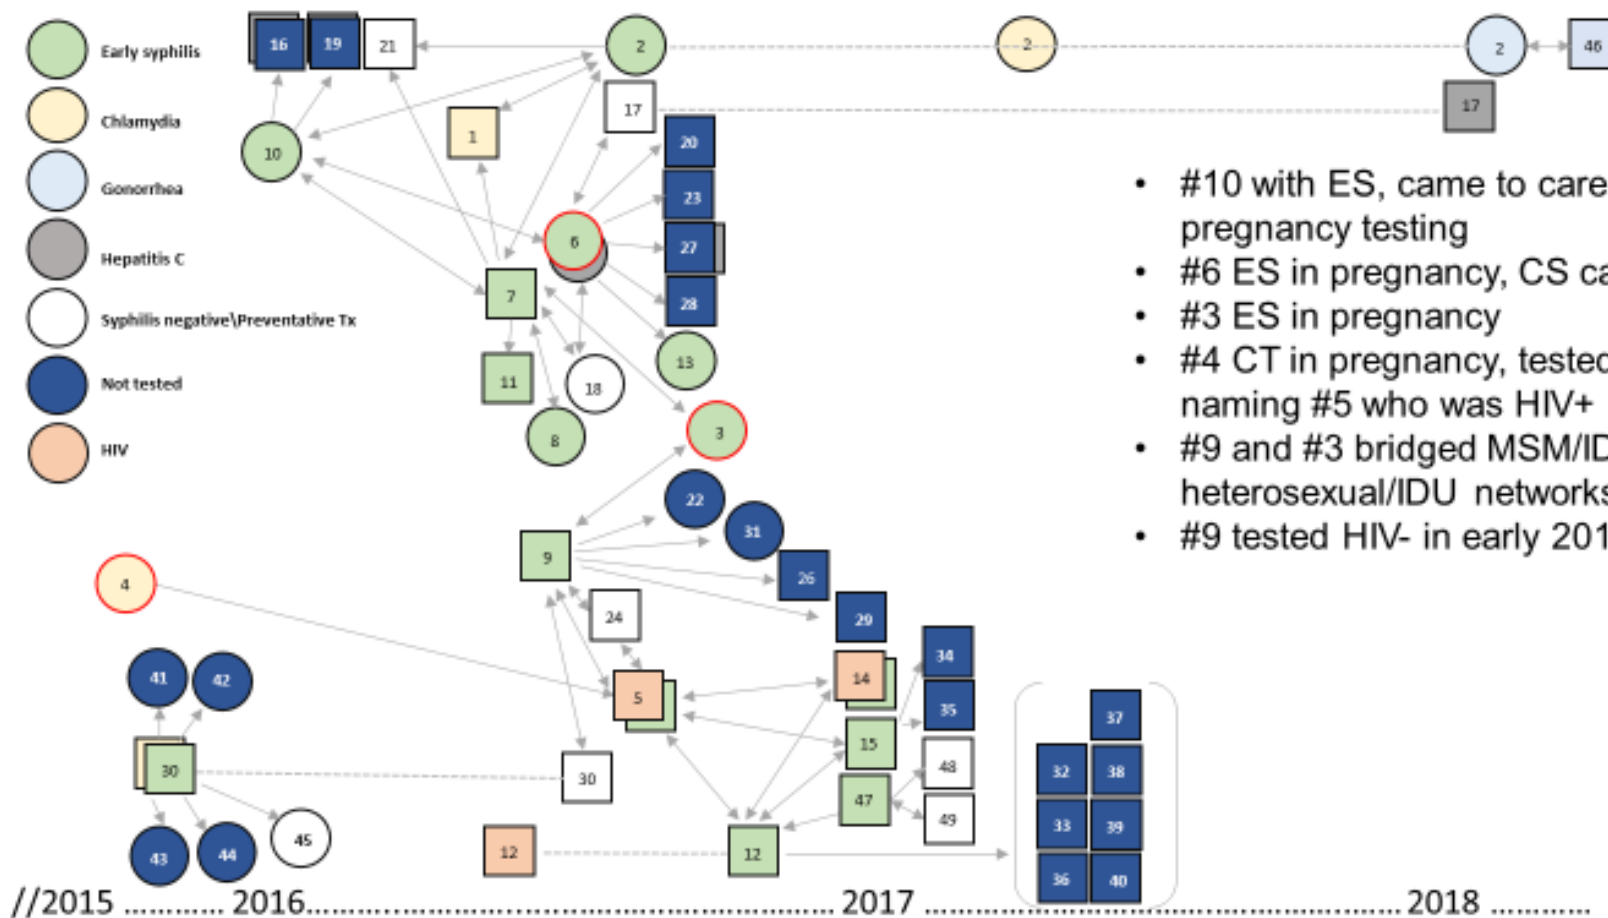 Early syphilis
Chlamydia
Gonorrhea
Hepatitis C
Syphilis negative\Preventative Tx
Not tested
HIV
16 19 21 2 2 2 46
17 17
1
10
20
23
6
27
7
28
13
11
18
8
3
22
31
9
26
4
24
29
34
41 42
5
14
35
37
15
30
30
48
32 38
47
49
33 39
45
43 44
12
12
36 40
• #10 with ES, came to care
pregnancy testing
• #6 ES in pregnancy, CS ca
• #3 ES in pregnancy
• #4 CT in pregnancy, tested
naming #5 who was HIV+
• #9 and #3 bridged MSM/ID
heterosexual/IDU networks
• #9 tested HIV- in early 201
//2015 ........... 2016................................................................ 2017 ......................................................... 2018 ...............